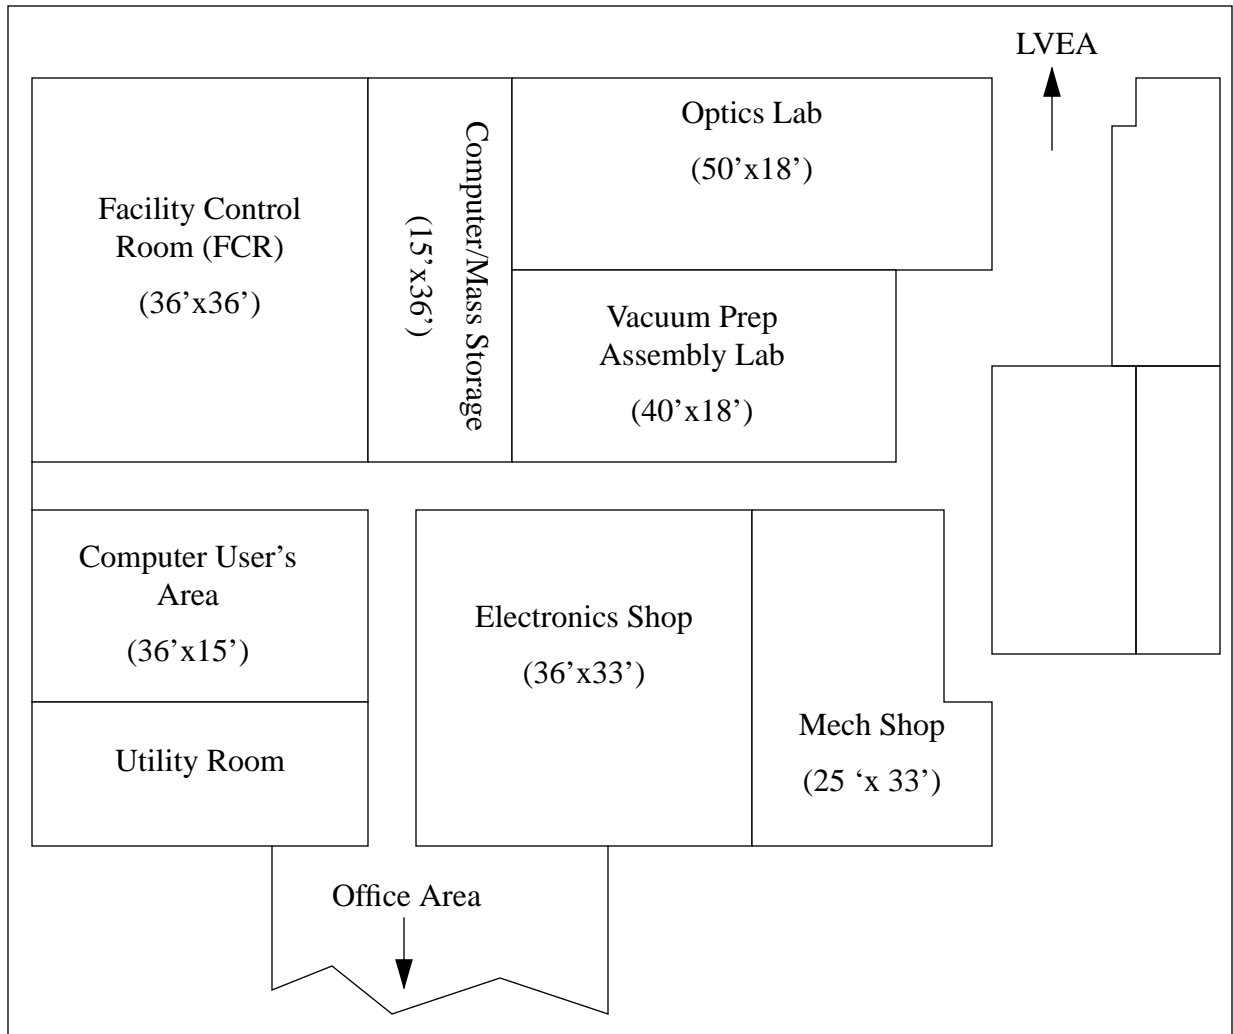 LVEA
Facility Control
Room (FCR)
(36’x36’)
Computer/Mass Storage
(15’x36’)
Optics Lab
(50’x18’)
Vacuum Prep
Assembly Lab
(40’x18’)
Computer User’s
Area
(36’x15’)
Utility Room
Electronics Shop
(36’x33’)
Mech Shop
(25 ‘x 33’)
Office Area